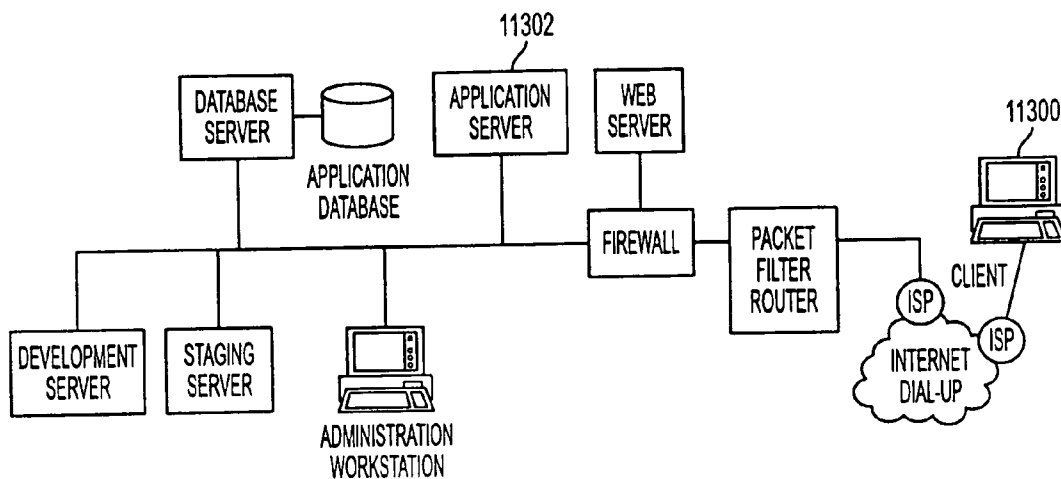 11302
DATABASE
SERVER
APPLICATION
DATABASE
APPLICATION
SERVER
WEB
SERVER
11300
FIREWALL
PACKET
FILTER
ROUTER
CLIENT
ISP
ISP
INTERNET
DIAL-UP
DEVELOPMENT
SERVER
STAGING
SERVER
ADMINISTRATION
WORKSTATION